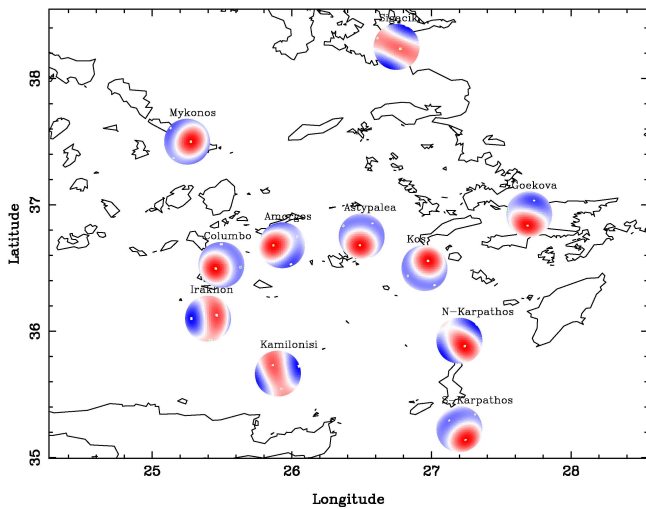 Sigacik
38
Mykonos
Goekova
37
Astypalea
Amorgos
Columbo
Kos
Latitude
Iraklion
36
N-Karpathos
Kamilonisi
S-Karpathos
35
25
26
27
28
Longitude